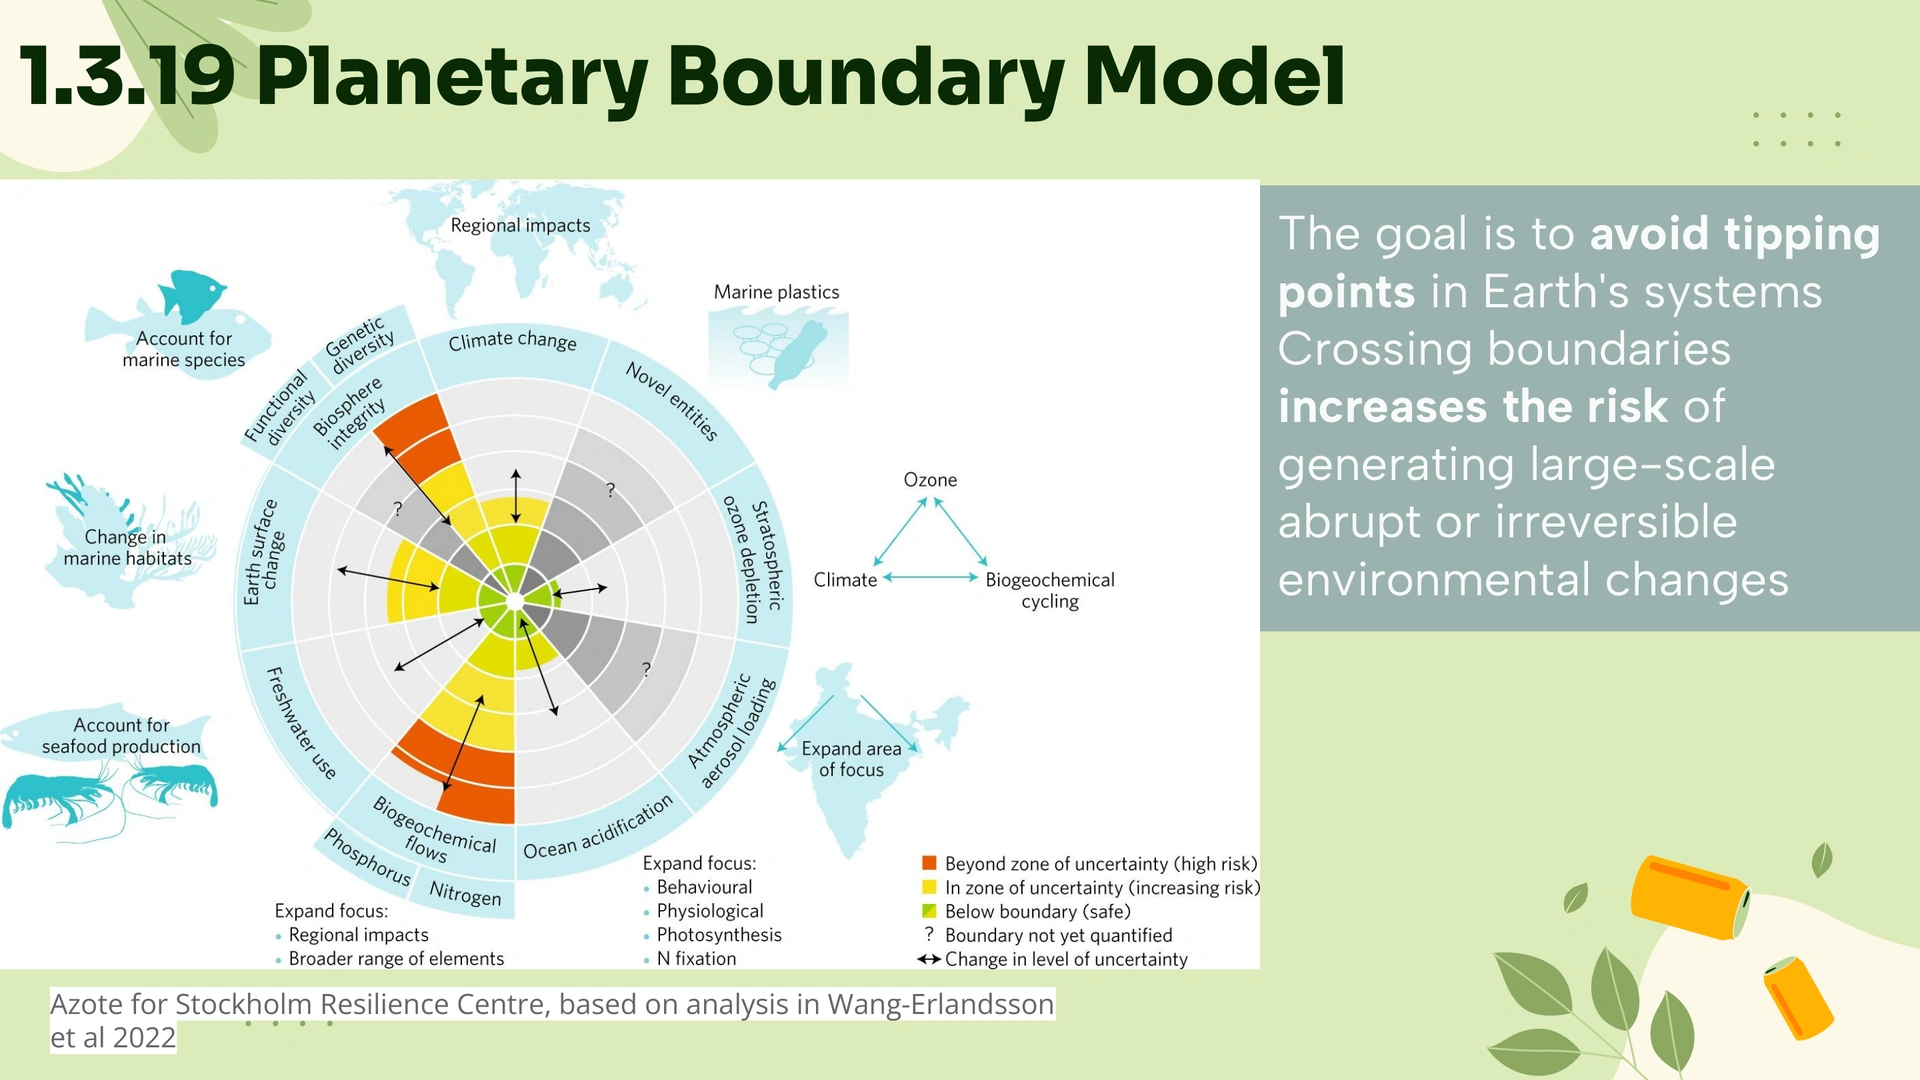 1.3.19 Planetary Boundary Model
Regional impacts
Marine plastics
Account for
marine species
Genetic
diversity
Functional
diversity
Biosphere
integrity
Climate change
Novel entities
Stratospheric
ozone depletion
Atmospheric
aerosol loading
Ocean acidification
Biogeochemical
flows
Phosphorus
Nitrogen
Freshwater use
Earth surface
change
?
?
?
Change in
marine habitats
Account for
seafood production
Ozone
Climate
Biogeochemical
cycling
Expand area
of focus
Expand focus:
• Regional impacts
• Broader range of elements
Expand focus:
• Behavioural
• Physiological
• Photosynthesis
• N fixation
Beyond zone of uncertainty (high risk)
In zone of uncertainty (increasing risk)
Below boundary (safe)
? Boundary not yet quantified
Change in level of uncertainty
The goal is to avoid tipping
points in Earth's systems
Crossing boundaries
increases the risk of
generating large-scale
abrupt or irreversible
environmental changes
Azote for Stockholm Resilience Centre, based on analysis in Wang-Erlandsson
et al 2022